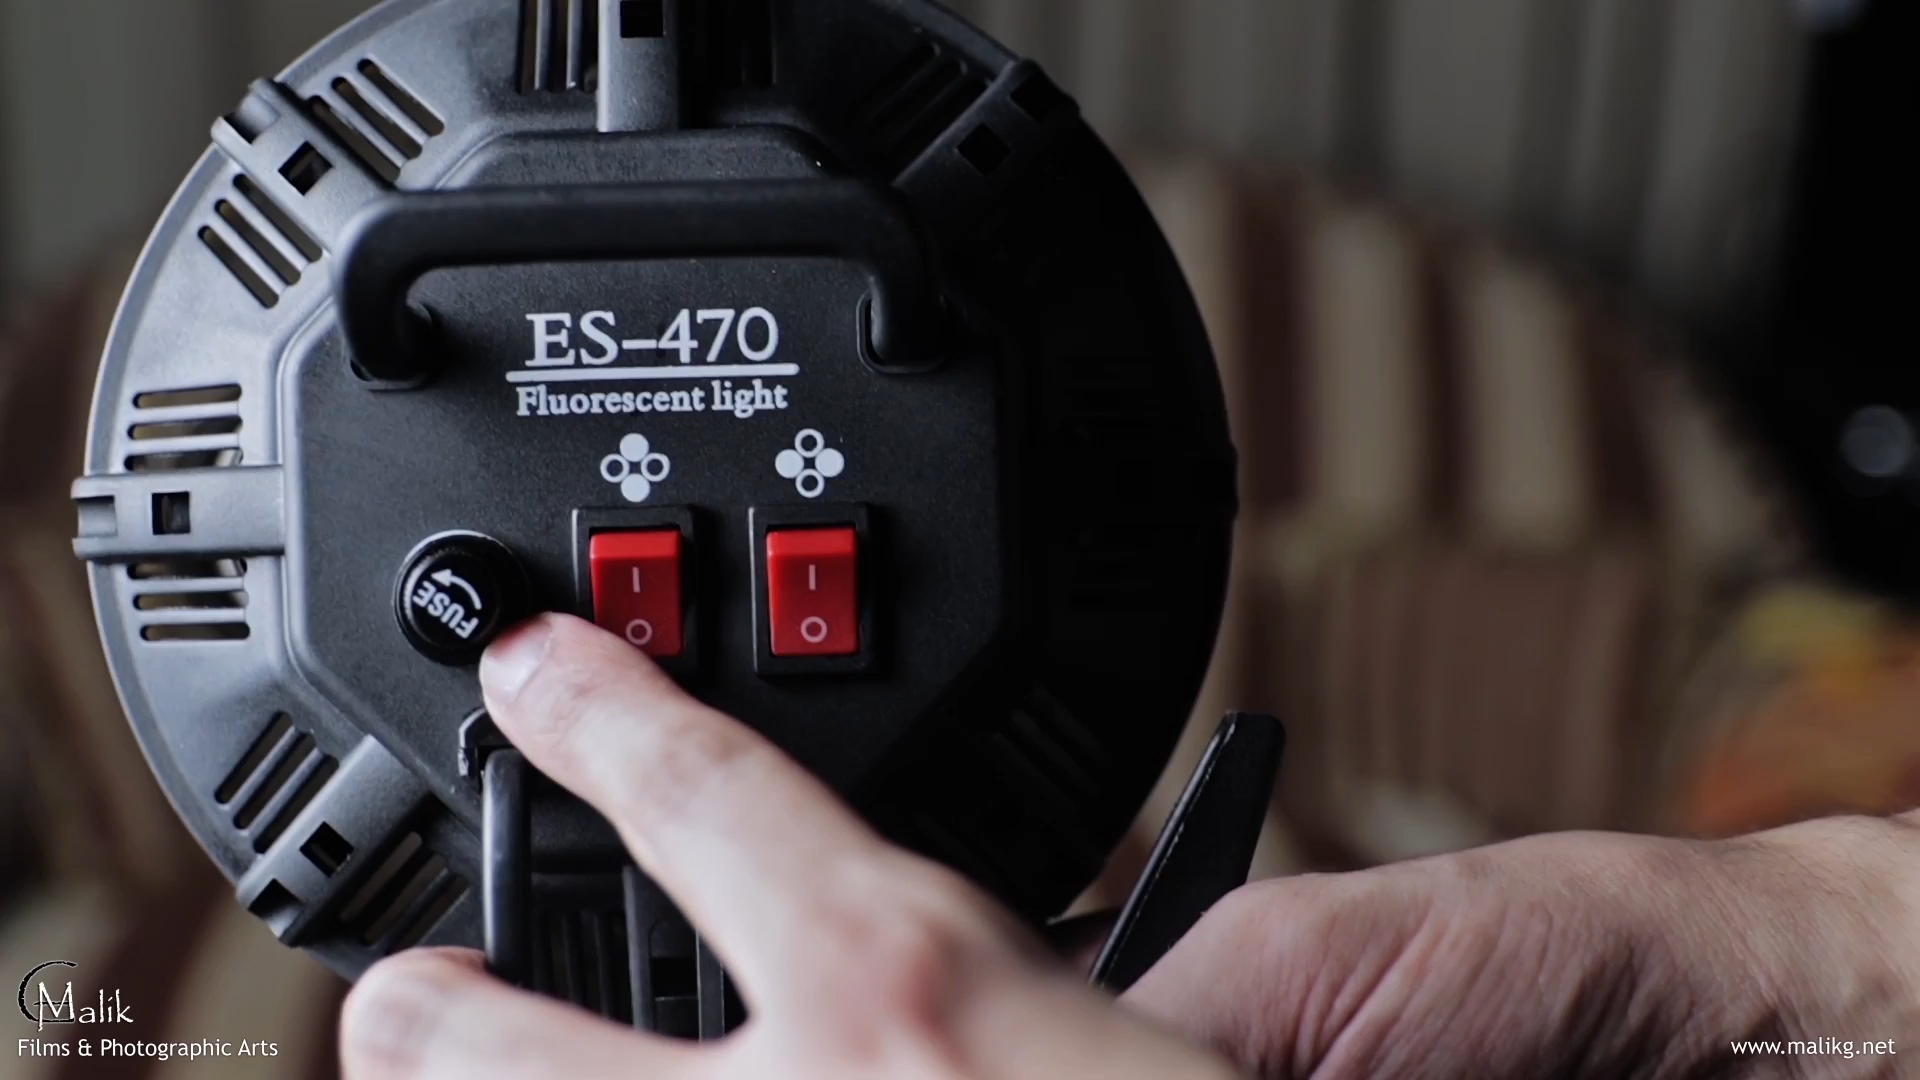 ES-470
Fluorescent light
FUSE
I
I
O
O
Malik
Films & Photographic Arts
www.malikg.net